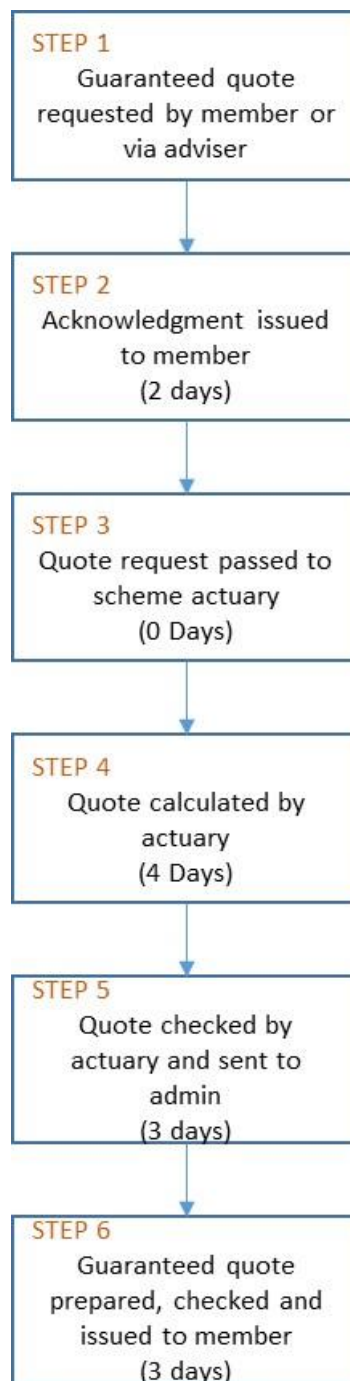 STEP 1
Guaranteed quote
requested by member or
via adviser
STEP 2
Acknowledgment issued
to member
(2 days)
STEP 3
Quote request passed to
scheme actuary
(0 Days)
STEP 4
Quote calculated by
actuary
(4 Days)
STEP 5
Quote checked by
actuary and sent to
admin
(3 days)
STEP 6
Guaranteed quote
prepared, checked and
issued to member
(3 days)